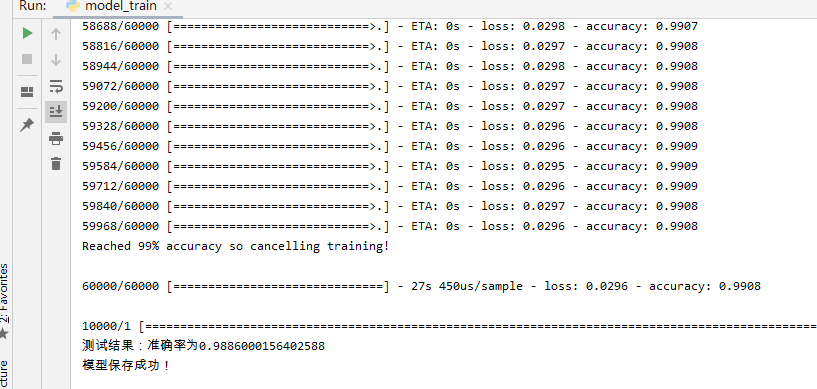 Run: model_train
58688/60000 [============================>.] - ETA: 0s - loss: 0.0298 - accuracy: 0.9907
58816/60000 [============================>.] - ETA: 0s - loss: 0.0297 - accuracy: 0.9908
58944/60000 [============================>.] - ETA: 0s - loss: 0.0298 - accuracy: 0.9908
59072/60000 [============================>.] - ETA: 0s - loss: 0.0297 - accuracy: 0.9908
59200/60000 [============================>.] - ETA: 0s - loss: 0.0297 - accuracy: 0.9908
59328/60000 [============================>.] - ETA: 0s - loss: 0.0296 - accuracy: 0.9908
59456/60000 [============================>.] - ETA: 0s - loss: 0.0296 - accuracy: 0.9909
59584/60000 [============================>.] - ETA: 0s - loss: 0.0295 - accuracy: 0.9909
59712/60000 [============================>.] - ETA: 0s - loss: 0.0296 - accuracy: 0.9909
59840/60000 [============================>.] - ETA: 0s - loss: 0.0297 - accuracy: 0.9908
59968/60000 [============================>.] - ETA: 0s - loss: 0.0296 - accuracy: 0.9908
Reached 99% accuracy so cancelling training!
60000/60000 [==============================] - 27s 450us/sample - loss: 0.0296 - accuracy: 0.9908
10000/1 [================================================================================================
测试结果：准确率为0.9886000156402588
模型保存成功！
2: Favorites
cture